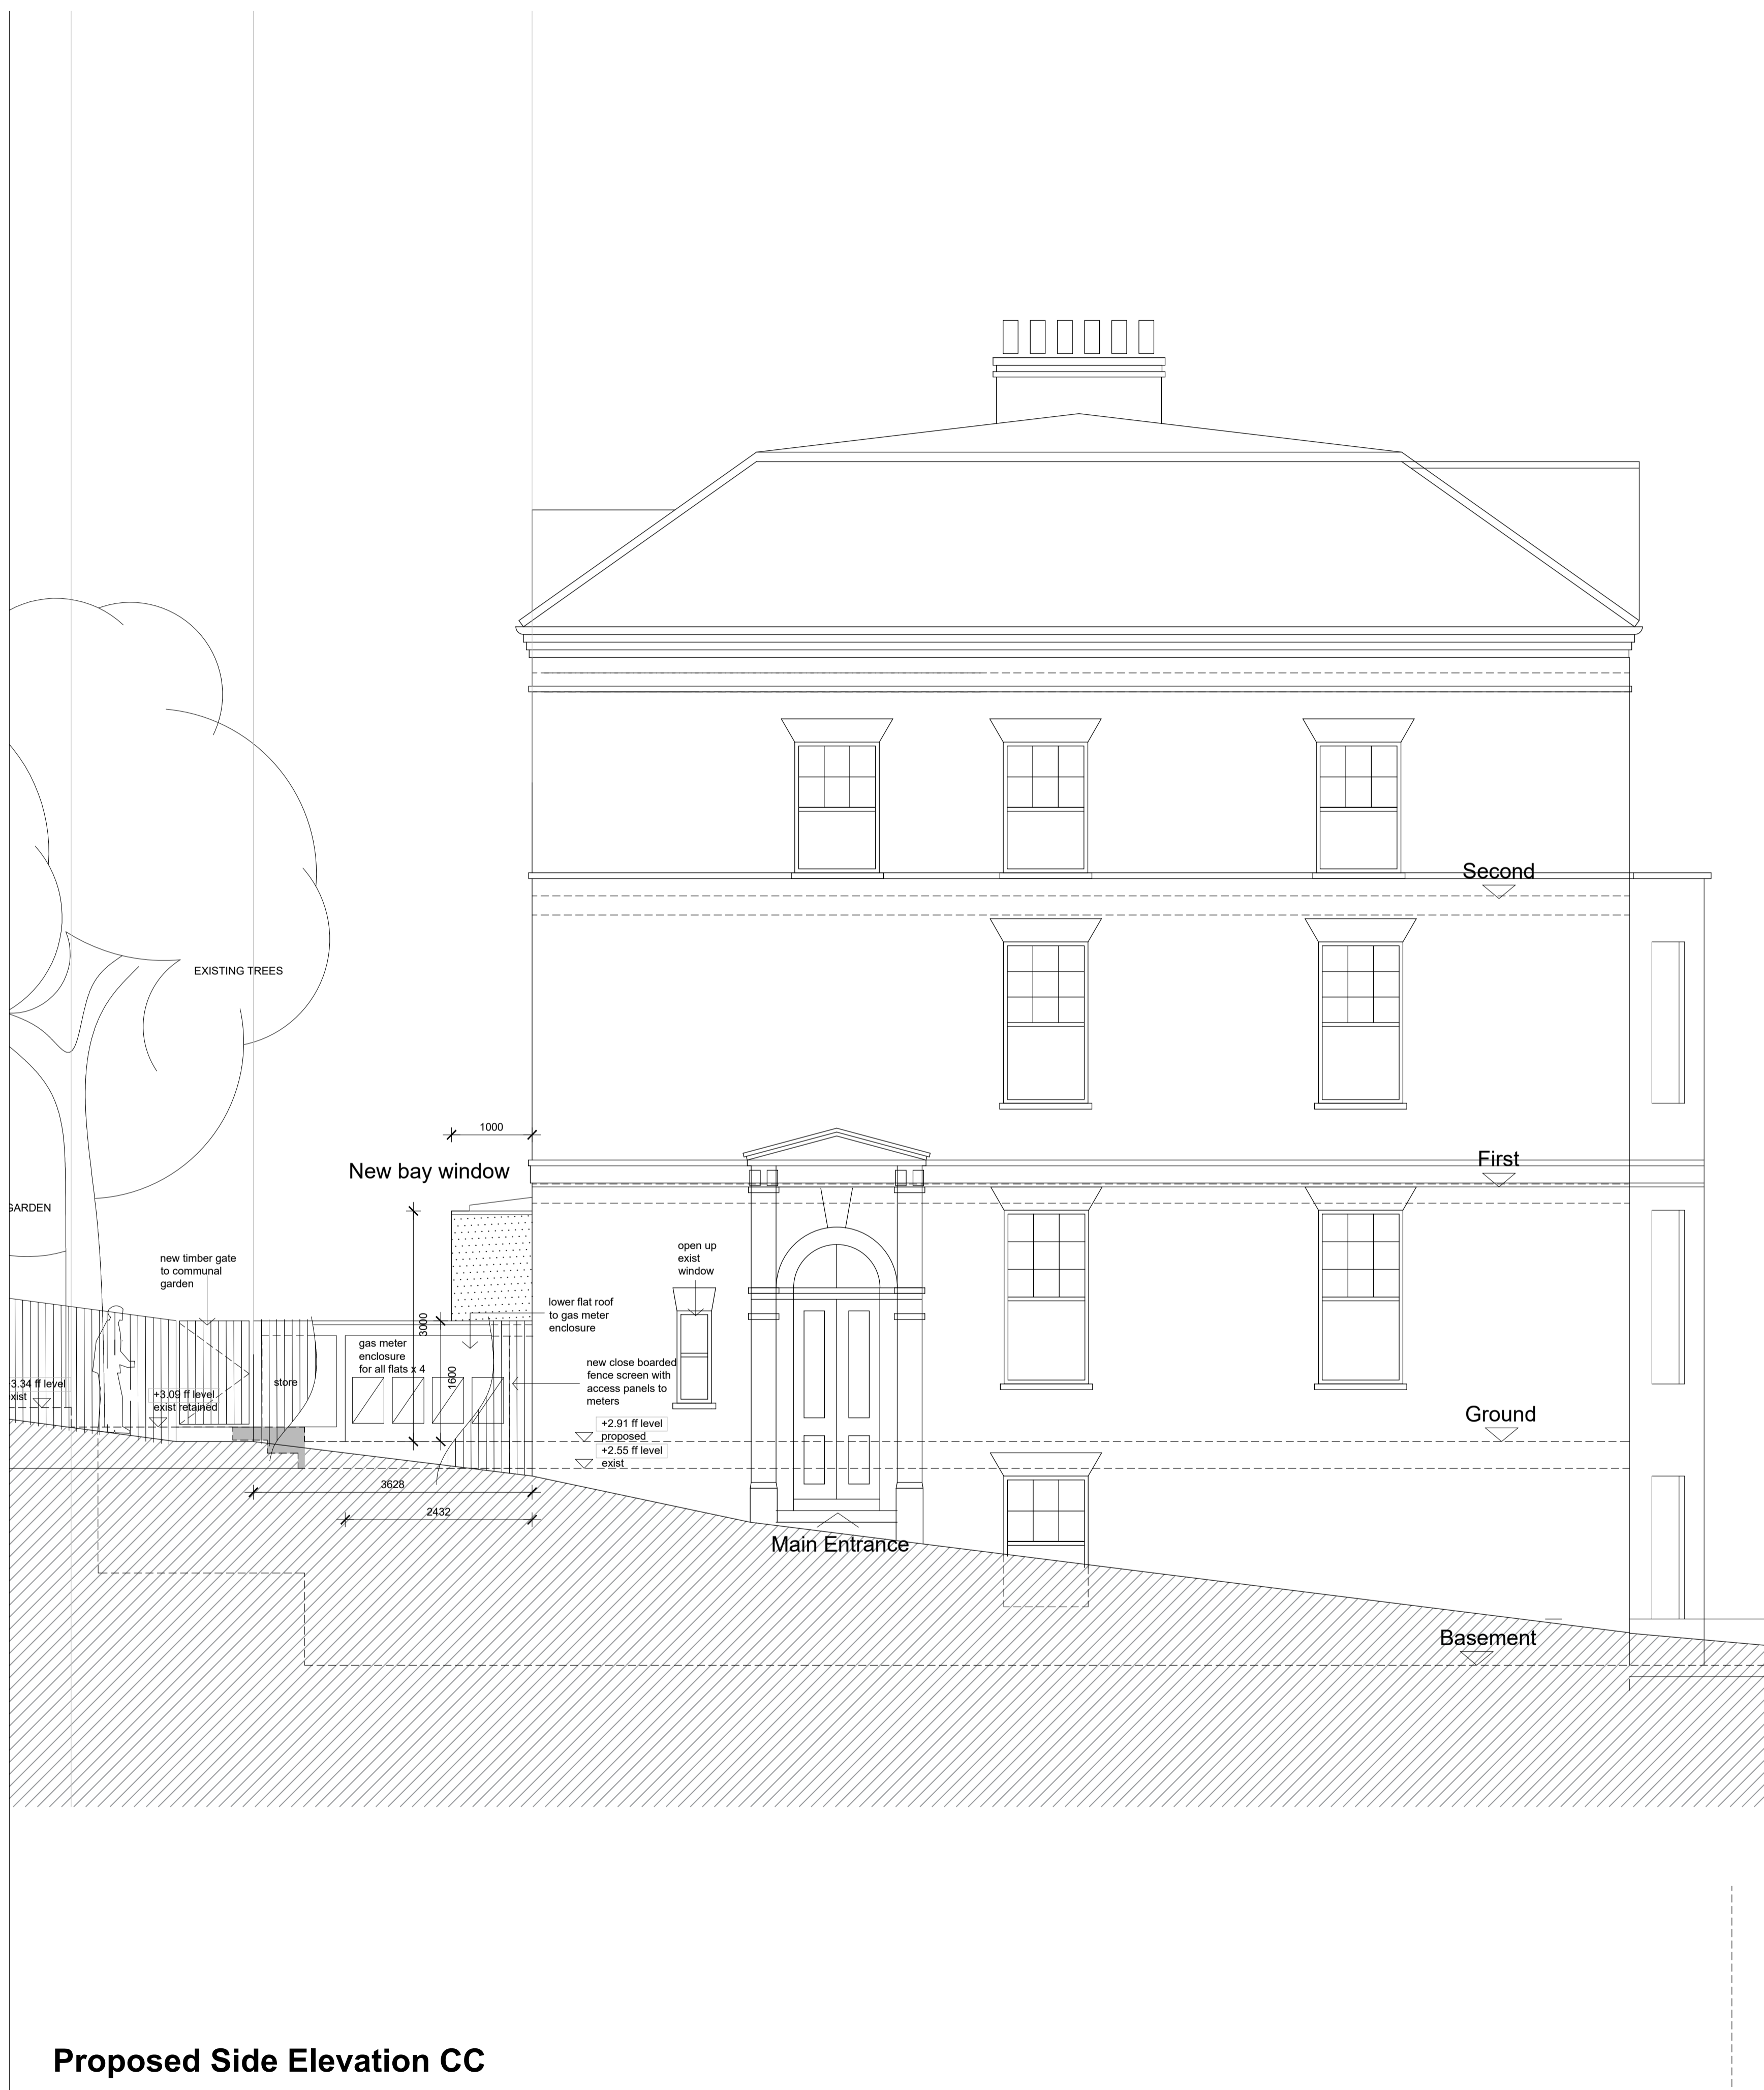 Second
EXISTING TREES
1000
New bay window
First
GARDEN
new timber gate
to communal
garden
open up
exist
window
lower flat roof
to gas meter
enclosure
3000
gas meter
enclosure
for all flats x 4
1600
new close boarded
fence screen with
access panels to
meters
store
3.34 ff level
exist
+3.09 ff level
exist retained
+2.91 ff level
proposed
+2.55 ff level
exist
Ground
3628
2432
Main Entrance
Basement
Proposed Side Elevation CC